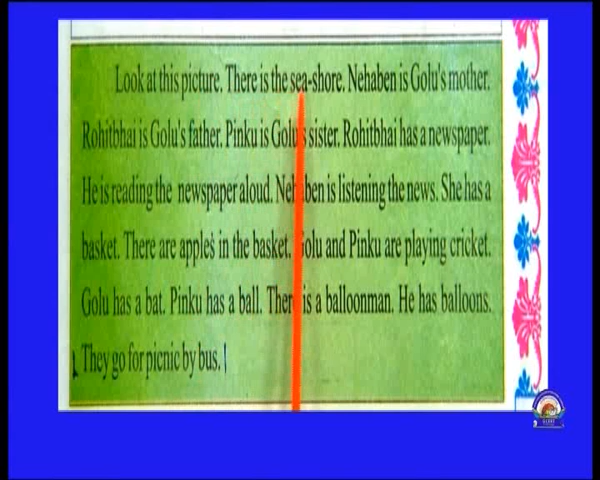 Look at this picture. There is the sea-shore. Nehaben is Golu's mother.
Rohitbhai is Golu's father. Pinku is Golu's sister. Rohitbhai has a newspaper.
He is reading the newspaper aloud. Nehaben is listening the news. She has a
basket. There are apples in the basket. Golu and Pinku are playing cricket.
Golu has a bat. Pinku has a ball. There is a balloonman. He has balloons.
They go for picnic by bus.